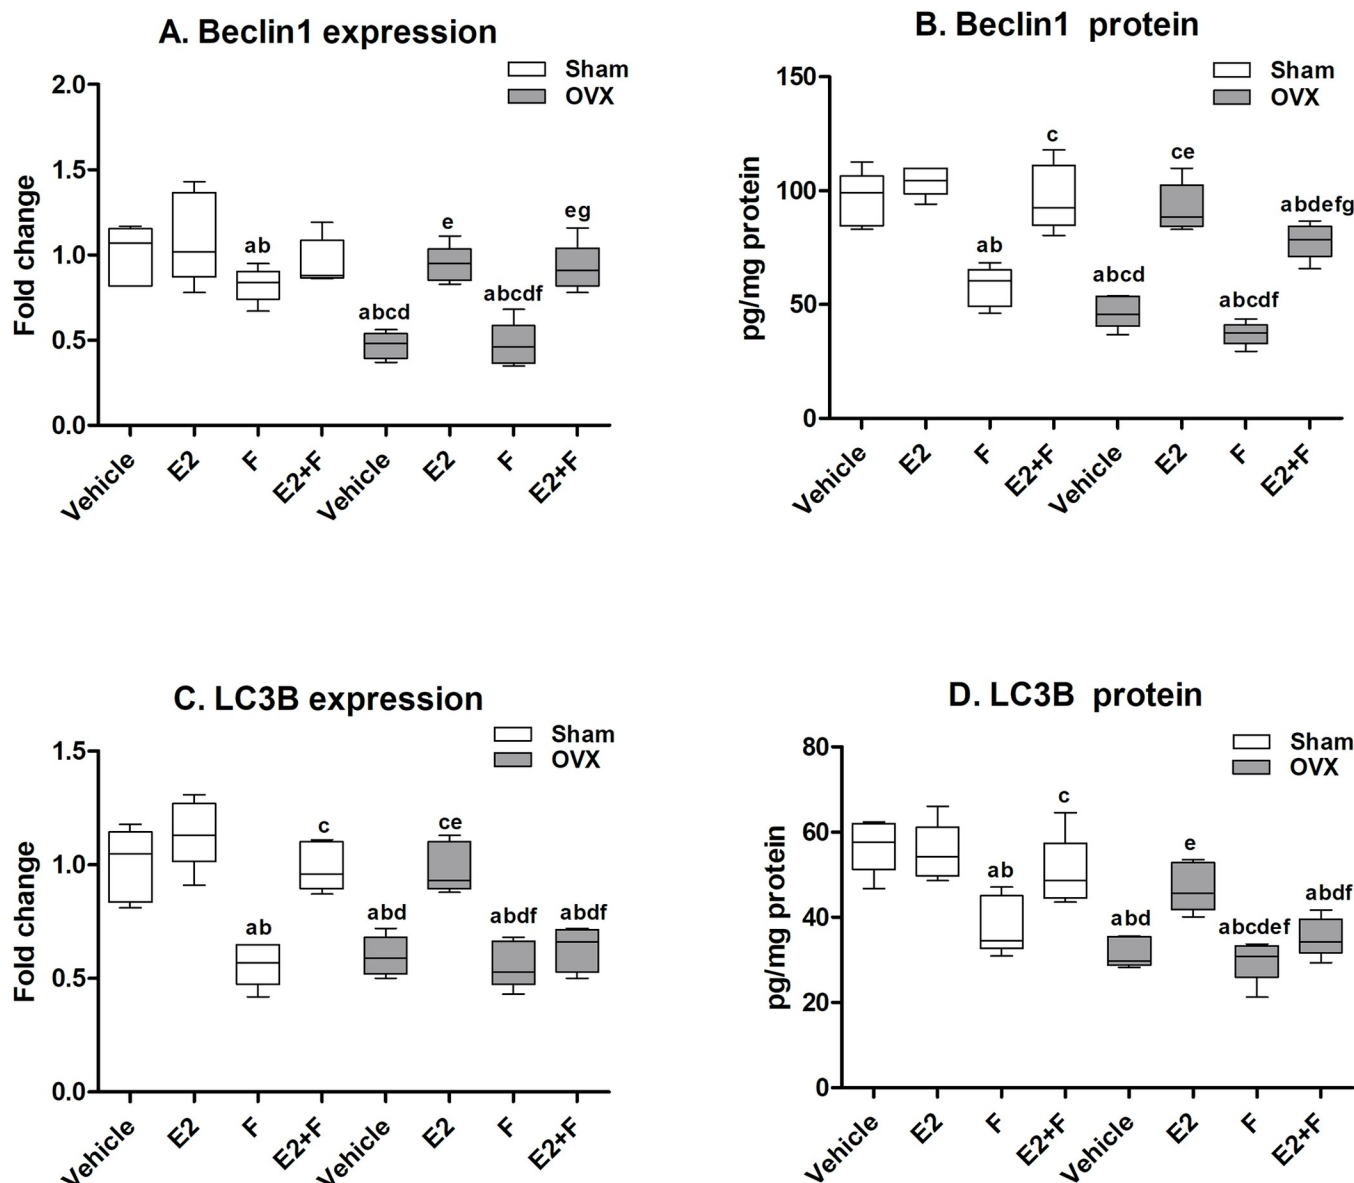 A. Beclin1 expression
Sham
OVX
Fold change
2.0
1.5
1.0
0.5
0.0
ab
abcd
e
abcdf
eg
Vehicle
E2
F
E2+F
Vehicle
E2
F
E2+F
B. Beclin1 protein
Sham
OVX
pg/mg protein
150
100
50
0
ab
c
abcd
ce
abcdf
abdefg
Vehicle
E2
F
E2+F
Vehicle
E2
F
E2+F
C. LC3B expression
Sham
OVX
Fold change
1.5
1.0
0.5
0.0
ab
c
abd
ce
abdf
abdf
Vehicle
E2
F
E2+F
Vehicle
E2
F
E2+F
D. LC3B protein
Sham
OVX
pg/mg protein
80
60
40
20
0
ab
c
abd
e
abcdef
abdf
Vehicle
E2
F
E2+F
Vehicle
E2
F
E2+F